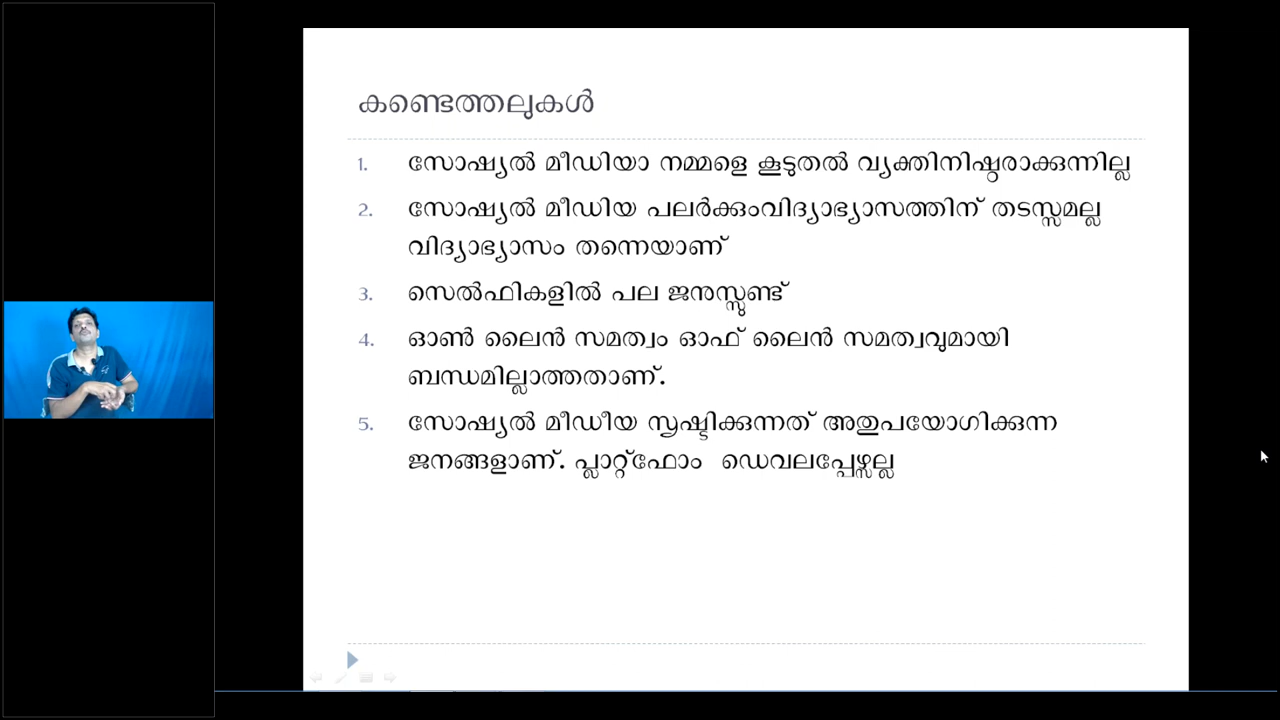 കണ്ടെത്തലുകൾ
1. സോഷ്യൽ മീഡിയാ നമ്മളെ കൂടുതൽ വ്യക്തിനിഷ്ഠരാക്കുന്നില്ല
2. സോഷ്യൽ മീഡിയ പലർക്കുംവിദ്യാഭ്യാസത്തിന് തടസ്സമല്ല
വിദ്യാഭ്യാസം തന്നെയാണ്
3. സെൽഫികളിൽ പല ജനുസ്സുണ്ട്
4. ഓൺ ലൈൻ സമത്വം ഓഫ് ലൈൻ സമത്വവുമായി
ബന്ധമില്ലാത്തതാണ്.
5. സോഷ്യൽ മീഡീയ സൃഷ്ടിക്കുന്നത് അതുപയോഗിക്കുന്ന
ജനങ്ങളാണ്. പ്ലാറ്റ്ഫോം ഡെവലപ്പേഴ്സല്ല